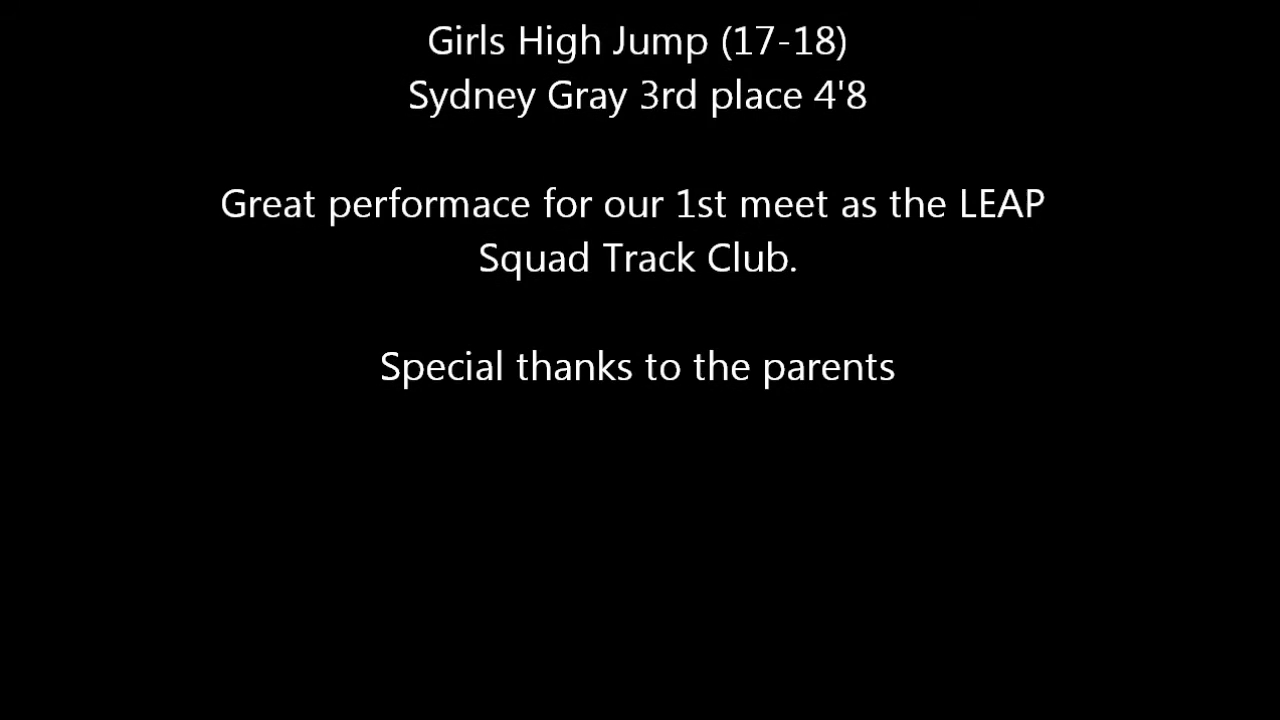 Girls High Jump (17-18)
Sydney Gray 3rd place 4'8
Great performace for our 1st meet as the LEAP
Squad Track Club.
Special thanks to the parents